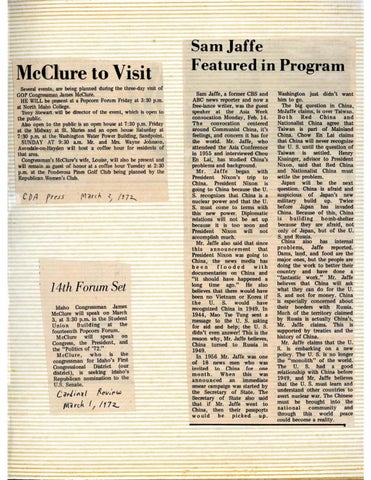 McClure to Visit
Several events, are being planned during the three-day visit of
GOP Congressman James McClure.
HE WILL be present at a Popcorn Forum Friday at 3:30 p.m.
at North Idaho College.
Tony Stewart will be director of the event, which is open to
the public.
Also open to the public is an open house at 7:30 p.m. Friday
at the Midway at St. Maries and an open house Saturday at
7:30 p.m. at the Washington Water Power Building, Sandpoint.
SUNDAY AT 9:30 AM. Mr. and Mrs. Wayne Johnson,
Avondale-on-Hayden will host a coffee hour for residents of
that area.
Congressman McClure's wife, Louise, will also be present and
will remain as guest of honor at a coffee hour Tuesday at 2:30
p.m. at the Ponderosa Pines Golf Club being planned by the
Republican Women's Club.
CDA Press March 3, 1972
14th Forum Set
Idaho Congressman James
McClure will speak on March
3, at 3:30 p.m. in the Student
Union Building at the
fourteenth Popcorn Forum.
McClure will speak on
Congress, the President, and
the "Politics of '72."
McClure, who is the
congressman for Idaho's First
Congressional District (our
district), is seeking Idaho's
Republican nomination to the
U.S. Senate.
Cardinal Review
March 1, 1972
Sam Jaffe
Featured in Program
Sam Jaffe, a former CBS and
ABC news reporter and now a
free-lance writer, was the guest
speaker at the Asia Week
convocation Monday, Feb. 14.
The convocation centered
around Communist China, it's
feelings, and concern it has for
the world. Mr. Jaffe, who
attended the Asia Conference
in 1955 and interviewed Chou
En Lai, has studied China's
problems and background.
Mr. Jaffe began with
President Nixon's trip to
China. President Nixon is
going to China because the U.
S. recognizes that China is a
nuclear power and that the U.
S. must come to terms with
this new power. Diplomatic
relations will not be set up
because it is too soon and
President Nixon will not
accomplish much.
Mr. Jaffe also said that since
this announcement that
President Nixon was going to
China, the news media has
been flooded with
documentation on China and
"it should have happened a
long time ago." He also
believes that there would have
been no Vietnam or Korea if
the U. S. would have
recognized China in 1949. In
1944, Mao Tse Tung sent a
message to the U. S. asking
for aid and help; the U. S.
didn't even answer! This is the
reason why, Mr. Jaffe believes,
China turned to Russia in
1949.
In 1956 Mr. Jaffe was one
of 18 news men who was
invited to China for one
month. When this was
announced an immediate
smear campaign was started by
the Secretary of State. The
Secretary of State also said
that if Mr. Jaffe went to
China, then their passports
would be picked up.
Washington just didn't want
him to go.
The big question in China,
Mr. Jaffe claims, is over Taiwan.
Both Red China and
Nationalist China agree that
Taiwan is part of Mainland
China. Chow En Lai claims
that China will never recognize
the U. S. until the question of
Taiwan is settled. Henry
Kissinger, advisor to President
Nixon, said that Red China
and Nationalist China must
settle the problem.
Japan will be the next
question. China is afraid and
suspicious of Japan's new
military build up. Twice
before Japan has invaded
China. Because of this, China
is building bomb-shelter
because they are afraid, not
only of Japan, but of the U.
S. and Russia.
China also has internal
problems, Jaffe reported.
Dams, land, and food are the
major ones, but the people are
doing the work to better their
country and have done a
"fantastic work." Mr. Jaffe
believes that China will ask
what they can do for the U.
S. and not for money. China
is especially concerned about
their borders with Russia.
Much of the territory claimed
by Russia is actually China's,
Mr. Jaffe claims. This is
supported by treaties and the
history of China.
Mr. Jaffe claims that the U.
S. is embarking on a new
policy. The U. S. is no longer
the "monolith" of the world.
The U. S. had a good
relationship with China before
1949, and Mr. Jaffe believes
that the U. S. must learn and
understand other countries to
avert nuclear war. The Chinese
must be brought into the
national community and
through this world peace
could become a reality.